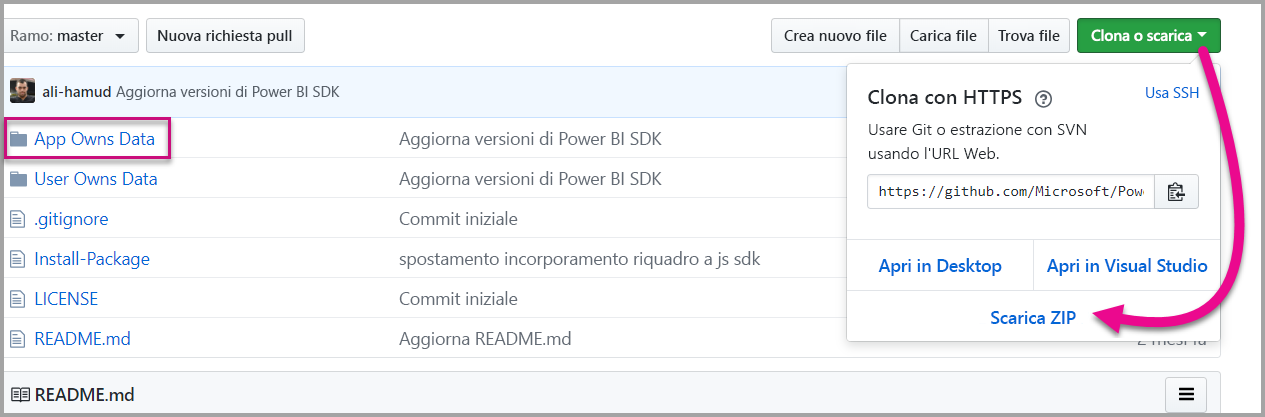 Ramo: master
Nuova richiesta pull
Crea nuovo file
Carica file
Trova file
Clona o scarica
ali-hamud Aggiorna versioni di Power BI SDK
App Owns Data Aggiorna versioni di Power BI SDK
User Owns Data Aggiorna versioni di Power BI SDK
.gitignore Commit iniziale
Install-Package spostamento incorporamento riquadro a js sdk
LICENSE Commit iniziale
README.md Aggiorna README.md
Clona con HTTPS ?
Usa SSH
Usare Git o estrazione con SVN
usando l'URL Web.
https://github.com/Microsoft/Pow
Apri in Desktop
Apri in Visual Studio
Scarica ZIP
2 mesi fa
README.md